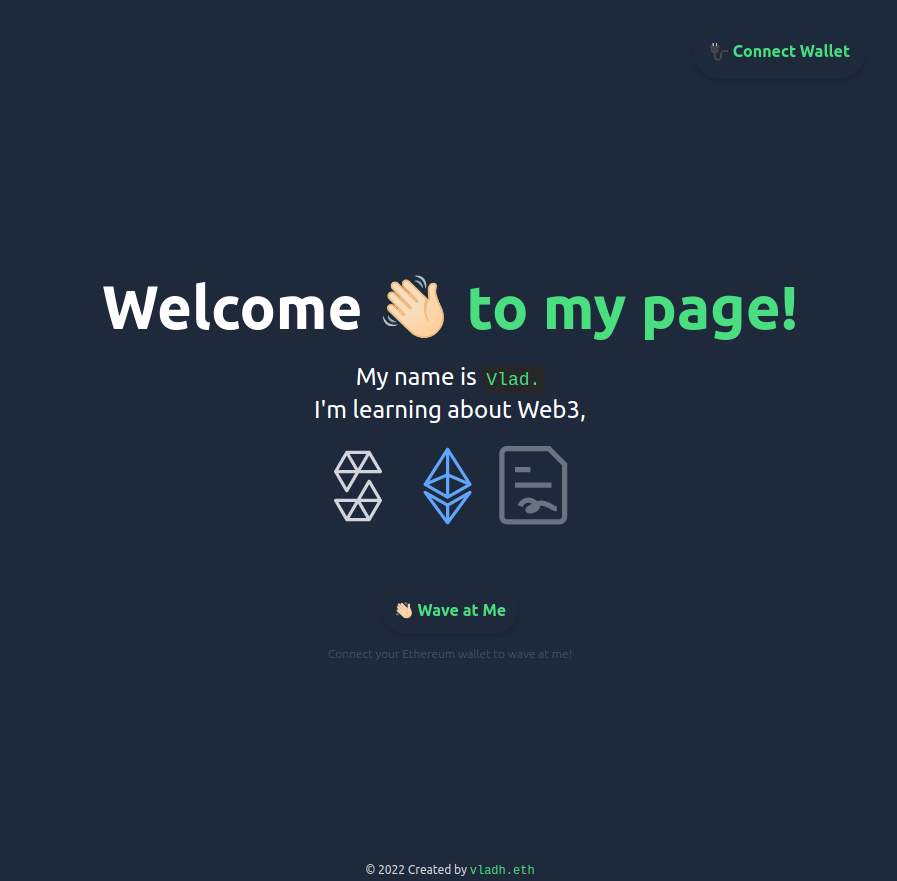 Connect Wallet
Welcome 👋🏻 to my page!
My name is Vlad.
I'm learning about Web3,
👋🏻 Wave at Me
Connect your Ethereum wallet to wave at me!
© 2022 Created by vladh.eth